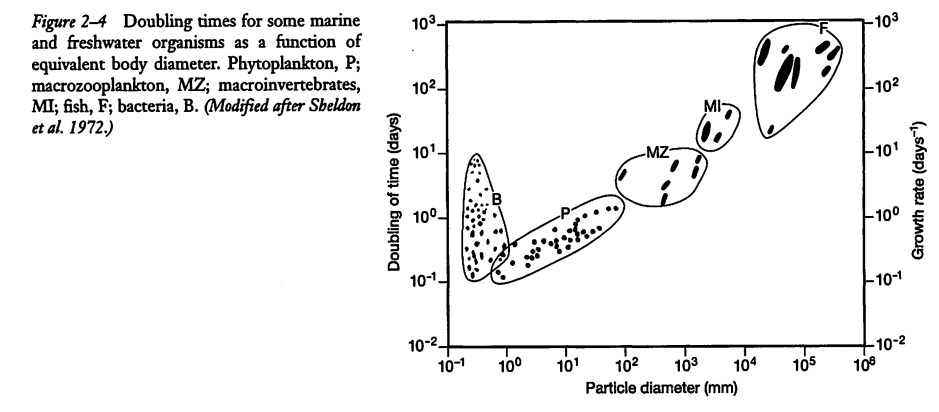 Figure 2–4 Doubling times for some marine
and freshwater organisms as a function of
equivalent body diameter. Phytoplankton, P;
macrozooplankton, MZ; macroinvertebrates,
MI; fish, F; bacteria, B. (Modified after Sheldon
et al. 1972.)
Doubling of time (days)
10³
10²
10¹
10⁰
10⁻¹
10⁻²
B
P
MZ
MI
F
10³
10²
10¹
10⁰
10⁻¹
10⁻²
Growth rate (days⁻¹)
10⁻¹ 10⁰ 10¹ 10² 10³ 10⁴ 10⁵ 10⁶
Particle diameter (mm)